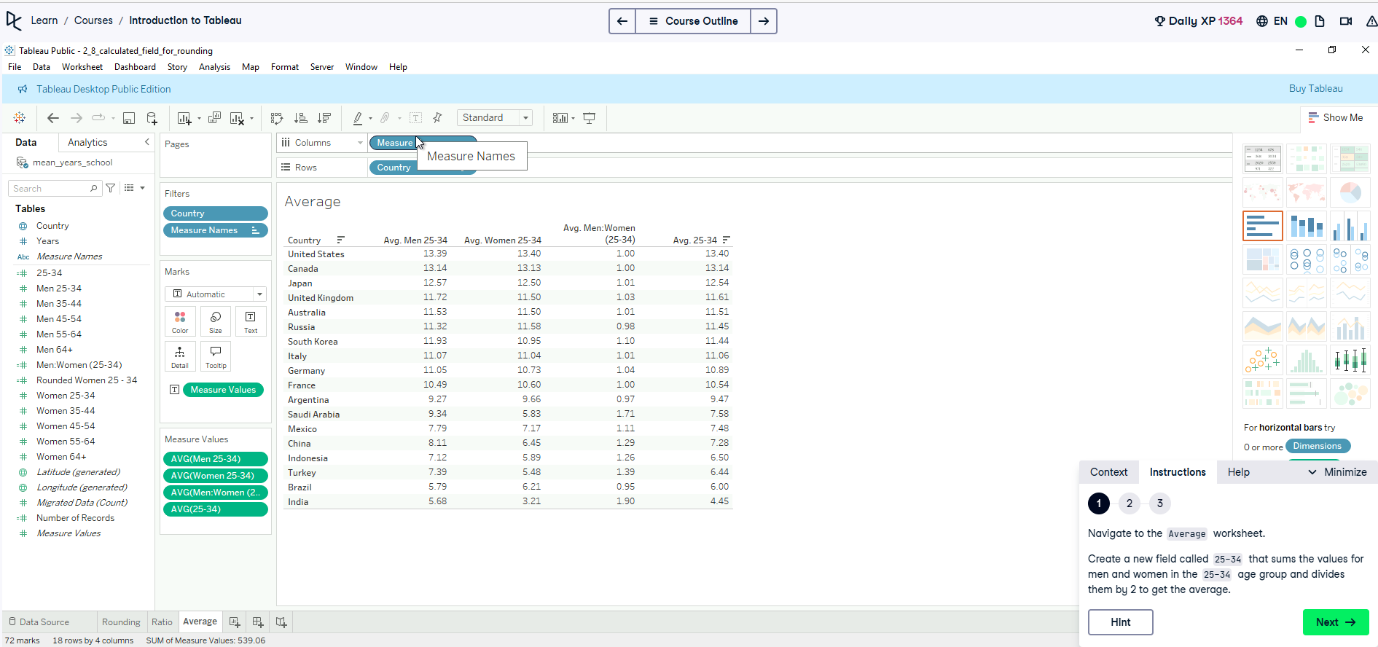 Learn / Courses / Introduction to Tableau
Course Outline
Daily XP 1364
EN
Tableau Public - 2_8_calculated_field_for_rounding
File Data Worksheet Dashboard Story Analysis Map Format Server Window Help
Tableau Desktop Public Edition
Buy Tableau
Standard
Show Me
Data Analytics
mean_years_school
Search
Tables
Country
Years
Abc Measure Names
25-34
Men 25-34
Men 35-44
Men 45-54
Men 55-64
Men 64+
Men:Women (25-34)
Rounded Women 25 - 34
Women 25-34
Women 35-44
Women 45-54
Women 55-64
Women 64+
Latitude (generated)
Longitude (generated)
Migrated Data (Count)
Number of Records
Measure Values
Pages
Filters
Country
Measure Names
Marks
Automatic
Color Size Text
Detail Tooltip
Measure Values
Measure Values
AVG(Men 25-34)
AVG(Women 25-34)
AVG(Men:Women (2..
AVG(25-34)
Columns Measure
Measure Names
Rows Country
Average
Country Avg. Men 25-34 Avg. Women 25-34 Avg. Men:Women (25-34) Avg. 25-34
United States 13.39 13.40 1.00 13.40
Canada 13.14 13.13 1.00 13.14
Japan 12.57 12.50 1.01 12.54
United Kingdom 11.72 11.50 1.03 11.61
Australia 11.53 11.50 1.01 11.51
Russia 11.32 11.58 0.98 11.45
South Korea 11.93 10.95 1.10 11.44
Italy 11.07 11.04 1.01 11.06
Germany 11.05 10.73 1.04 10.89
France 10.49 10.60 1.00 10.54
Argentina 9.27 9.66 0.97 9.47
Saudi Arabia 9.34 5.83 1.71 7.58
Mexico 7.79 7.17 1.11 7.48
China 8.11 6.45 1.29 7.28
Indonesia 7.12 5.89 1.26 6.50
Turkey 7.39 5.48 1.39 6.44
Brazil 5.79 6.21 0.95 6.00
India 5.68 3.21 1.90 4.45
For horizontal bars try
0 or more Dimensions
Context Instructions Help Minimize
1 2 3
Navigate to the Average worksheet.
Create a new field called 25-34 that sums the values for
men and women in the 25-34 age group and divides
them by 2 to get the average.
Hint
Next
Data Source Rounding Ratio Average
72 marks 18 rows by 4 columns SUM of Measure Values: 539.06